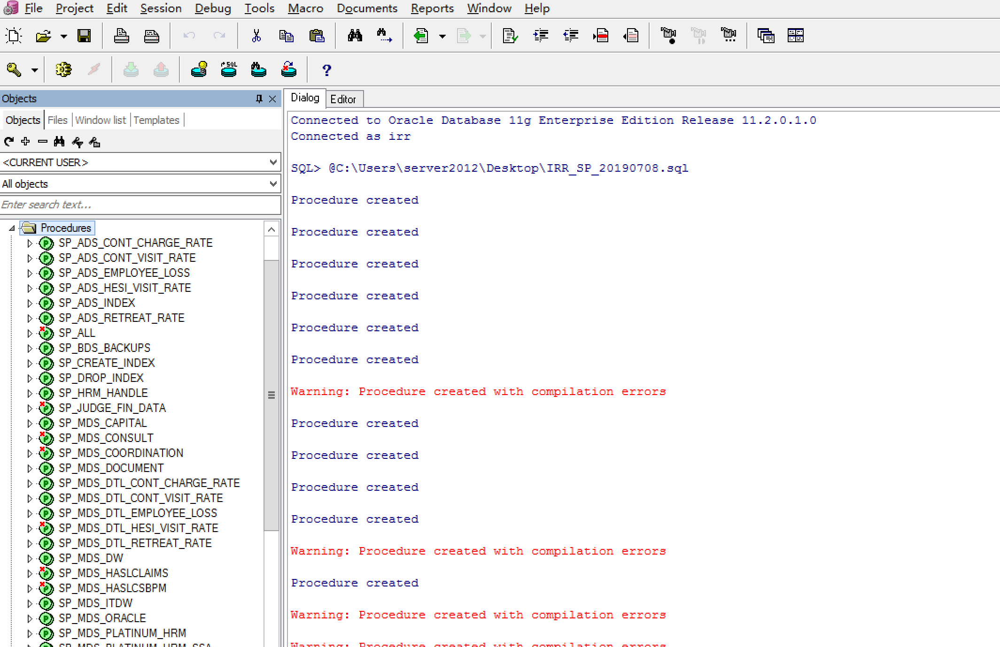 File Project Edit Session Debug Tools Macro Documents Reports Window Help
SQL
?
Objects
Objects Files Window list Templates
<CURRENT USER>
All objects
Enter search text...
Procedures
SP_ADS_CONT_CHARGE_RATE
SP_ADS_CONT_VISIT_RATE
SP_ADS_EMPLOYEE_LOSS
SP_ADS_HESI_VISIT_RATE
SP_ADS_INDEX
SP_ADS_RETREAT_RATE
SP_ALL
SP_BDS_BACKUPS
SP_CREATE_INDEX
SP_DROP_INDEX
SP_HRM_HANDLE
SP_JUDGE_FIN_DATA
SP_MDS_CAPITAL
SP_MDS_CONSULT
SP_MDS_COORDINATION
SP_MDS_DOCUMENT
SP_MDS_DTL_CONT_CHARGE_RATE
SP_MDS_DTL_CONT_VISIT_RATE
SP_MDS_DTL_EMPLOYEE_LOSS
SP_MDS_DTL_HESI_VISIT_RATE
SP_MDS_DTL_RETREAT_RATE
SP_MDS_DW
SP_MDS_HASLCLAIMS
SP_MDS_HASLCSBPM
SP_MDS_ITDW
SP_MDS_ORACLE
SP_MDS_PLATINUM_HRM
SP_MDS_PLATINUM_HRM_SSA
Dialog Editor
Connected to Oracle Database 11g Enterprise Edition Release 11.2.0.1.0
Connected as irr
SQL> @C:\Users\server2012\Desktop\IRR_SP_20190708.sql
Procedure created
Procedure created
Procedure created
Procedure created
Procedure created
Procedure created
Warning: Procedure created with compilation errors
Procedure created
Procedure created
Procedure created
Procedure created
Warning: Procedure created with compilation errors
Procedure created
Warning: Procedure created with compilation errors
Warning: Procedure created with compilation errors